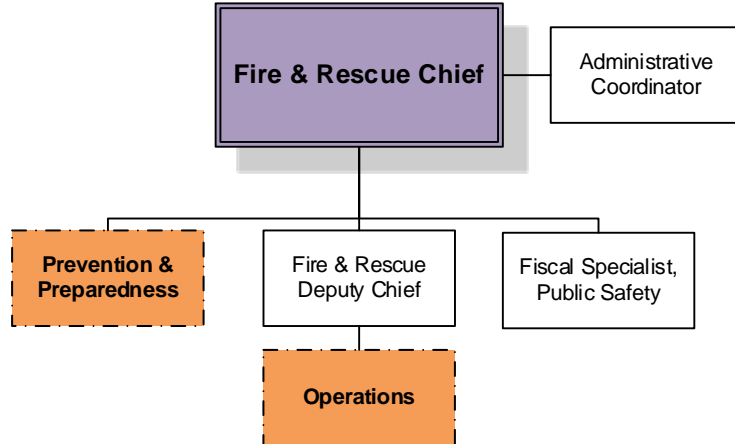 Fire & Rescue Chief
Administrative
Coordinator
Prevention &
Preparedness
Fire & Rescue
Deputy Chief
Fiscal Specialist,
Public Safety
Operations